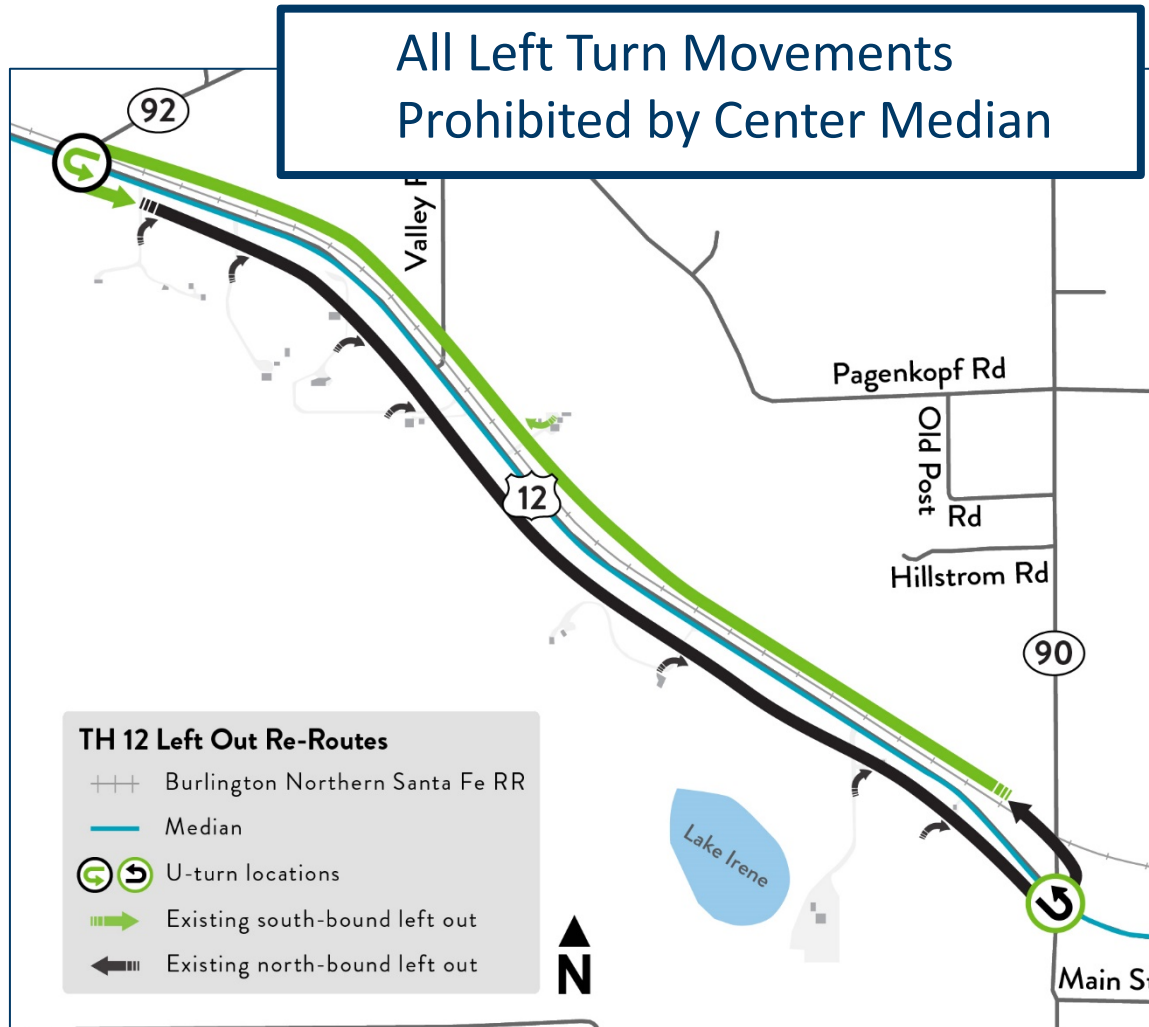 All Left Turn Movements
Prohibited by Center Median
92
Valley R
Pagenkopf Rd
Old Post
Rd
12
Hillstrom Rd
90
TH 12 Left Out Re-Routes
Burlington Northern Santa Fe RR
Median
U-turn locations
Existing south-bound left out
Existing north-bound left out
Lake Irene
N
Main St